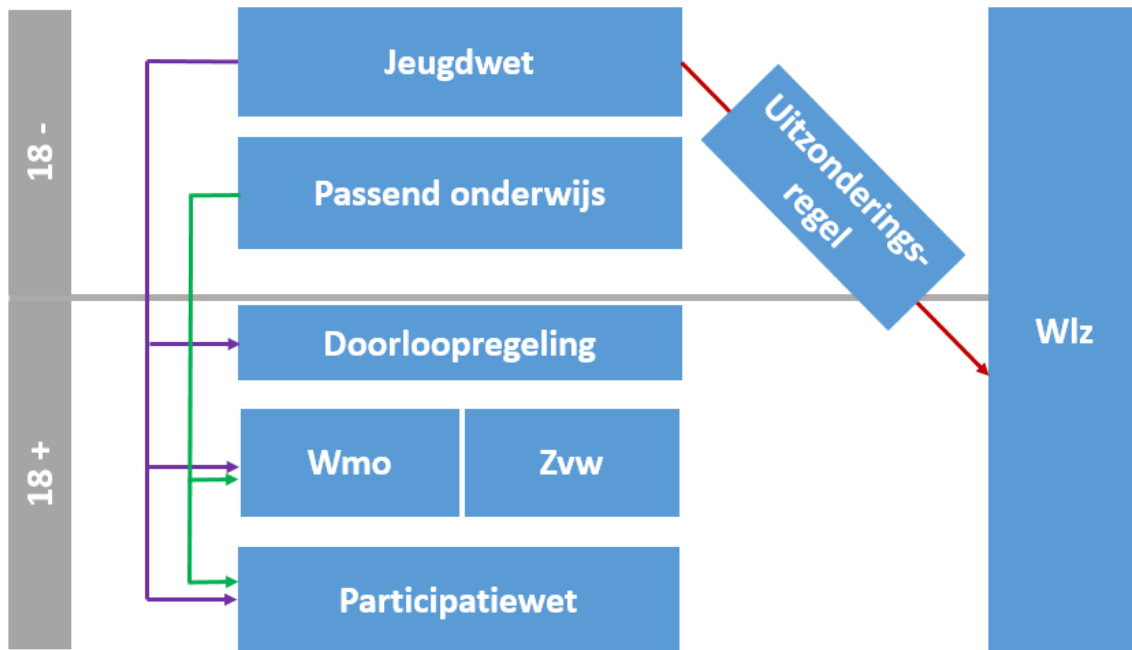 18 -
Jeugdwet
Passend onderwijs
Uitzonderings-
regel
Wlz
18 +
Doorloopregeling
Wmo
Zvw
Participatiewet